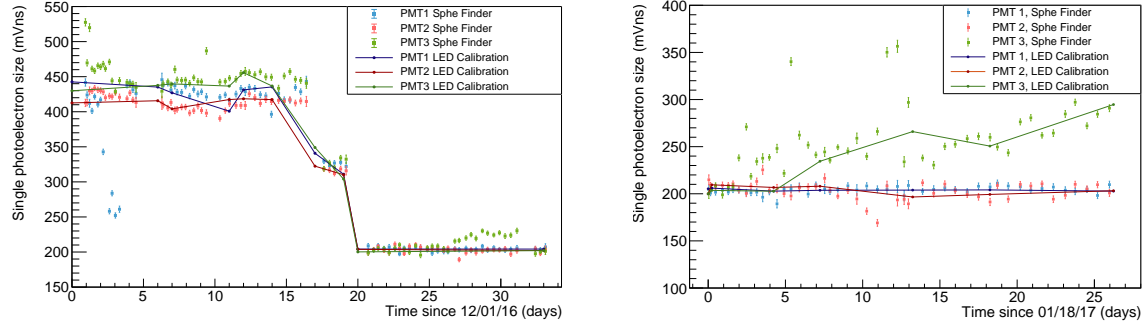 Single photoelectron size (mVns)
550
500
450
400
350
300
250
200
150
0
5
10
15
20
25
30
Time since 12/01/16 (days)
PMT1 Sphe Finder
PMT2 Sphe Finder
PMT3 Sphe Finder
PMT1 LED Calibration
PMT2 LED Calibration
PMT3 LED Calibration
Single photoelectron size (mVns)
400
350
300
250
200
150
100
0
5
10
15
20
25
Time since 01/18/17 (days)
PMT 1, Sphe Finder
PMT 2, Sphe Finder
PMT 3, Sphe Finder
PMT 1, LED Calibration
PMT 2, LED Calibration
PMT 3, LED Calibration